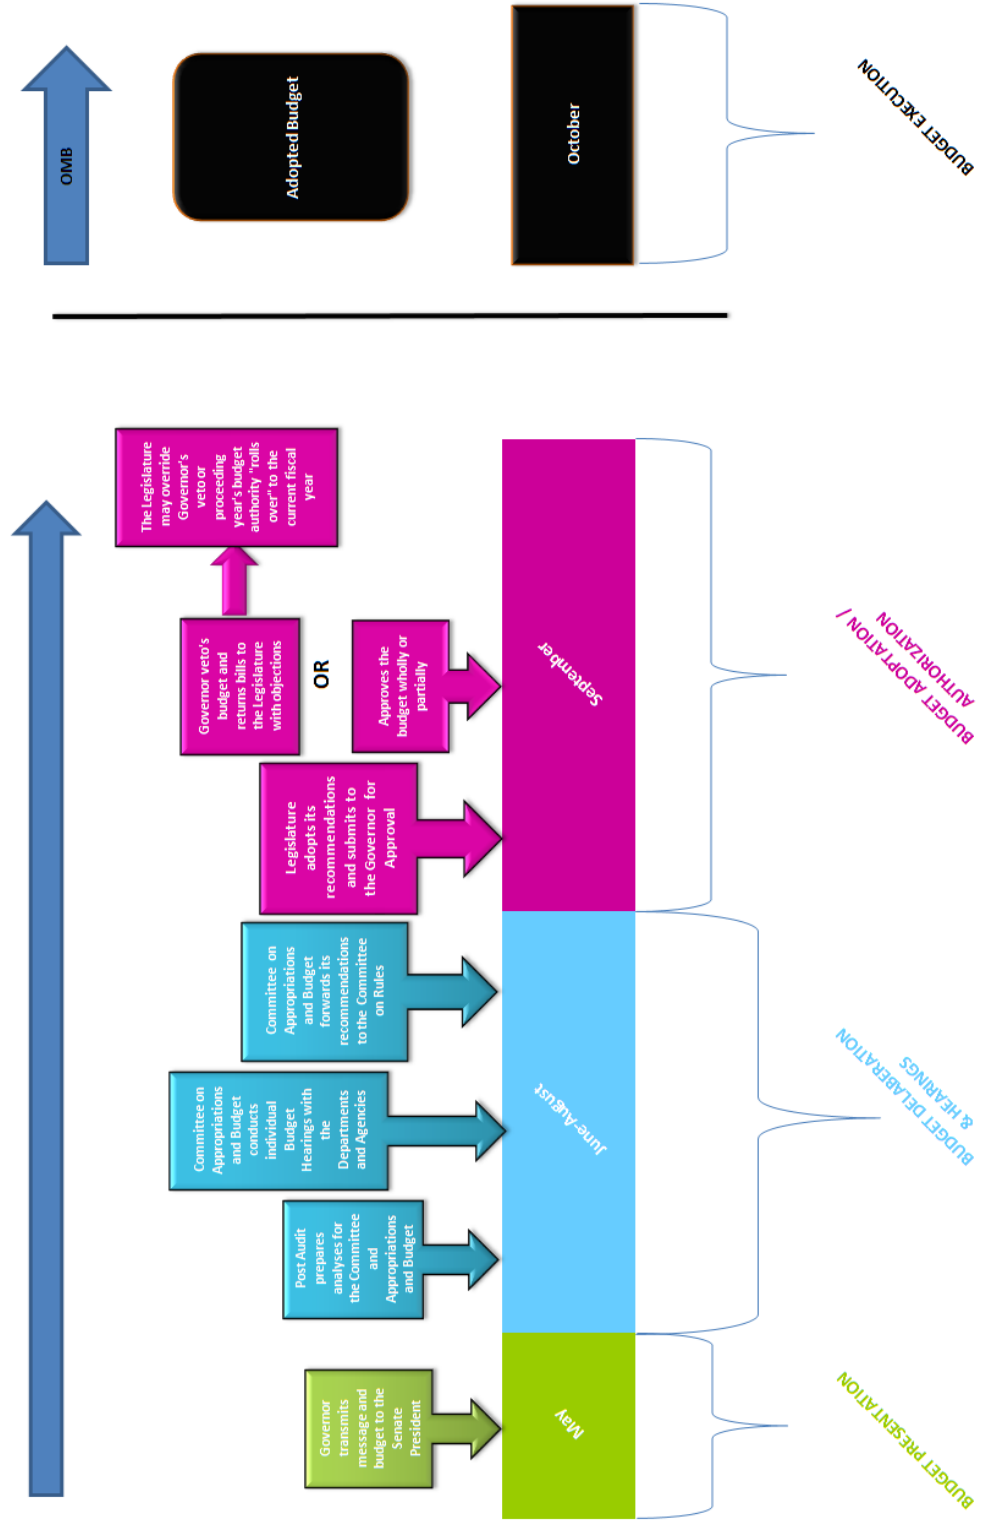 Governor
transmits
message and
budget to the
Senate
President
Post Audit
prepares
analyses for
the Committee
and
Appropriations
and Budget
Committee on
Appropriations
and Budget
conducts
individual
Budget
Hearings with
the
Departments
and Agencies
Committee on
Appropriations
and Budget
forwards its
recommendations
to the Committee
on Rules
Legislature
adopts its
recommendations
and submits to
the Governor for
Approval
Governor veto's
budget and
returns bills to
the Legislature
with objections
OR
Approves the
budget wholly or
partially
The Legislature
may override
Governor's
veto or
proceeding
year's budget
authority "rolls
over" to the
current fiscal
year
OMB
Adopted Budget
May
June-August
September
October
BUDGET PRESENTATION
BUDGET DELABERATION
& HEARINGS
BUDGET ADOPTATION /
AUTHORIZATION
BUDGET EXECUTION